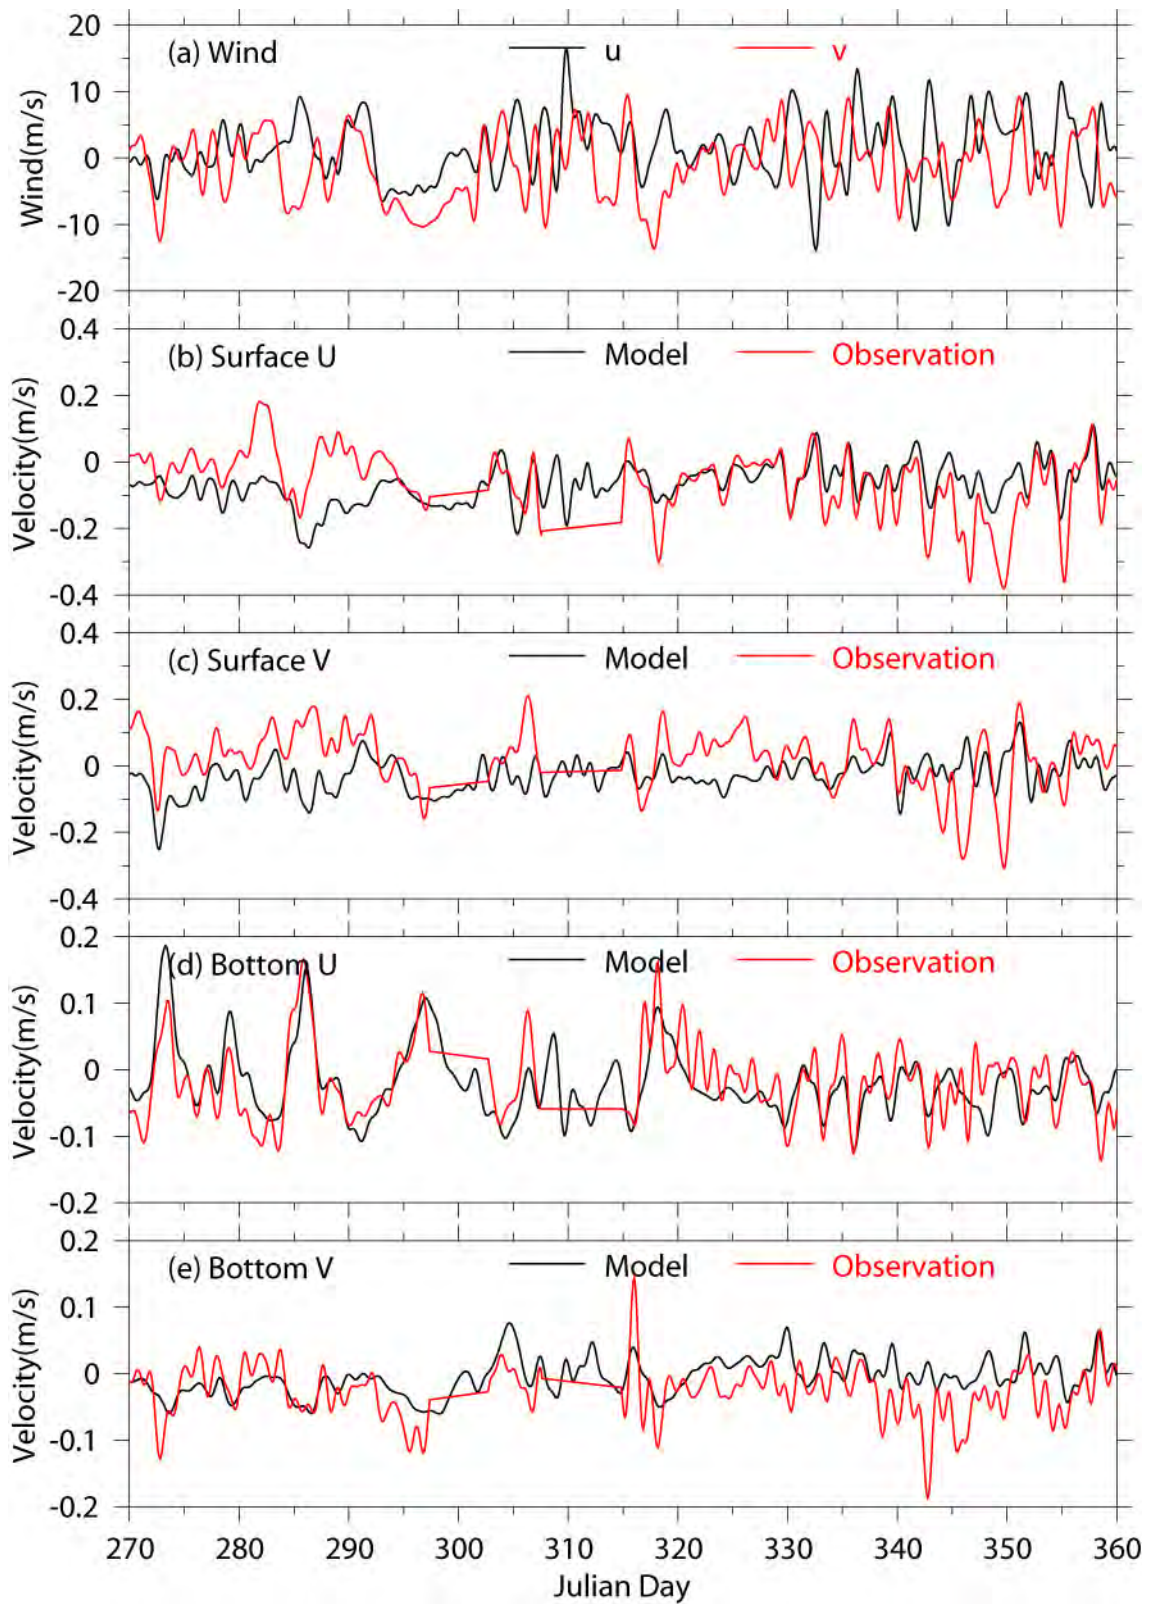 20
(a) Wind
u
v
10
0
-10
-20
Wind(m/s)
0.4
(b) Surface U
Model
Observation
0.2
0
-0.2
-0.4
Velocity(m/s)
0.4
(c) Surface V
Model
Observation
0.2
0
-0.2
-0.4
Velocity(m/s)
0.2
(d) Bottom U
Model
Observation
0.1
0
-0.1
-0.2
Velocity(m/s)
0.2
(e) Bottom V
Model
Observation
0.1
0
-0.1
-0.2
Velocity(m/s)
270 280 290 300 310 320 330 340 350 360
Julian Day